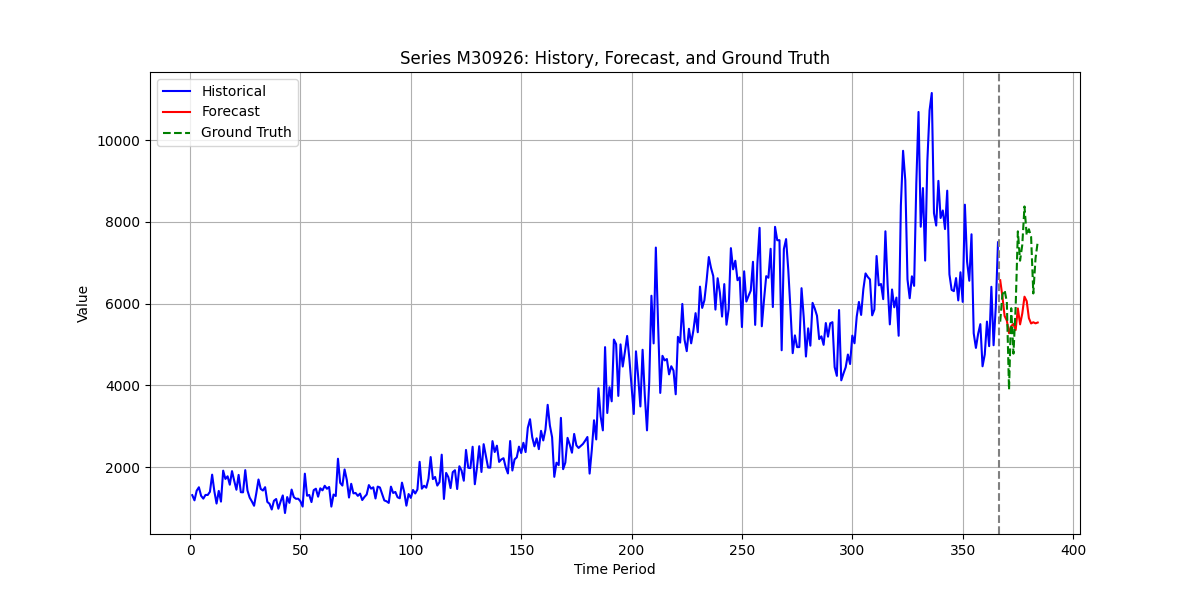 Series M30926: History, Forecast, and Ground Truth
Historical
Forecast
Ground Truth
10000
8000
6000
4000
2000
Value
0 50 100 150 200 250 300 350 400
Time Period